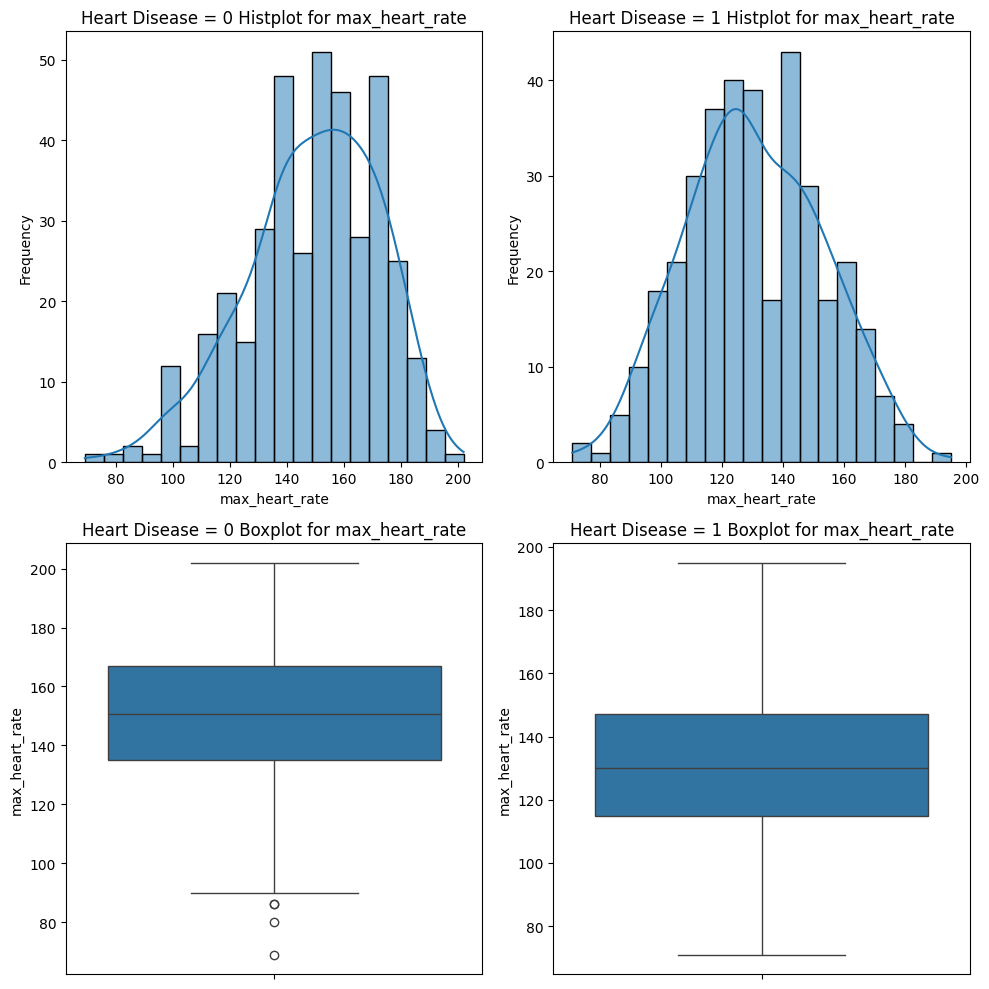 Heart Disease = 0 Histplot for max_heart_rate
Frequency
50
40
30
20
10
0
80 100 120 140 160 180 200
max_heart_rate
Heart Disease = 1 Histplot for max_heart_rate
Frequency
40
30
20
10
0
80 100 120 140 160 180 200
max_heart_rate
Heart Disease = 0 Boxplot for max_heart_rate
max_heart_rate
200
180
160
140
120
100
80
Heart Disease = 1 Boxplot for max_heart_rate
max_heart_rate
200
180
160
140
120
100
80